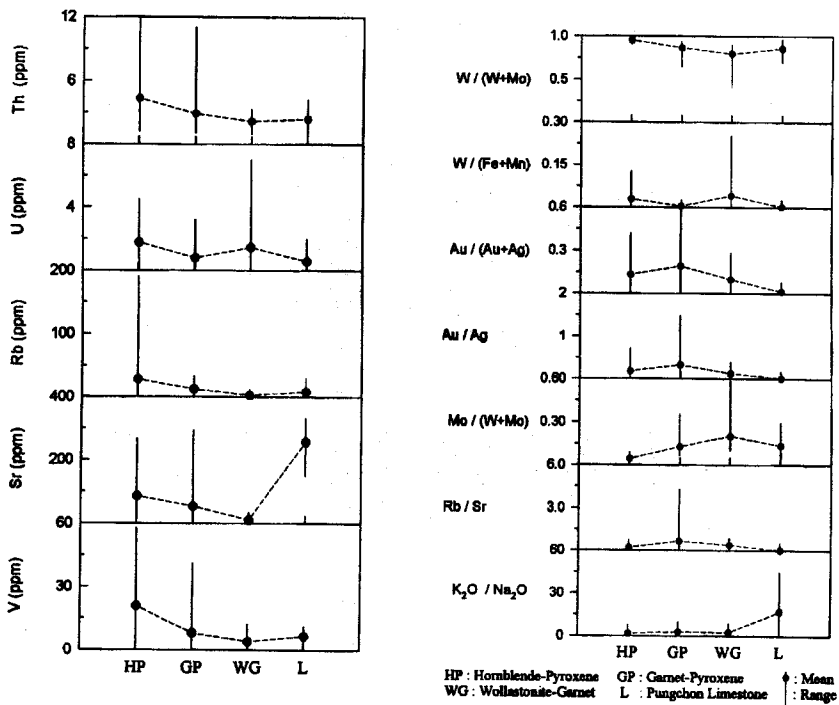 12
6
Th (ppm)
8
4
U (ppm)
200
100
Rb (ppm)
400
200
Sr (ppm)
60
30
V (ppm)
0
HP GP WG L
1.0
W / (W+Mo)
0.5
0.30
W / (Fe+Mn)
0.15
0.6
Au / (Au+Ag)
0.3
2
Au / Ag
1
0.60
Mo / (W+Mo)
0.30
6.0
Rb / Sr
3.0
60
K2O / Na2O
30
0
HP GP WG L
HP : Hornblende-Pyroxene GP : Garnet-Pyroxene : Mean
WG : Wollastonite-Garnet L : Pungchon Limestone : Range